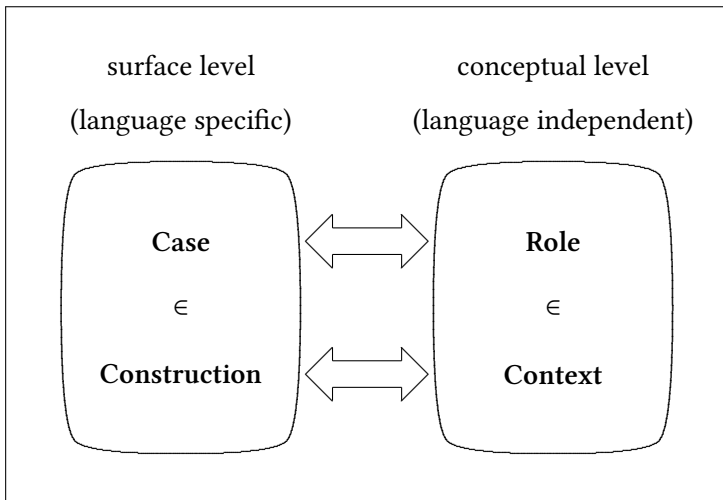 surface level
(language specific)
conceptual level
(language independent)
Case
∈
Construction
Role
∈
Context